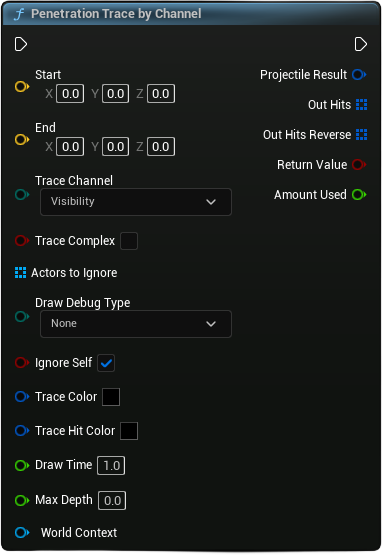 f Penetration Trace by Channel
Start
Projectile Result
X 0.0 Y 0.0 Z 0.0
Out Hits
End
Out Hits Reverse
X 0.0 Y 0.0 Z 0.0
Return Value
Trace Channel
Amount Used
Visibility
Trace Complex
Actors to Ignore
Draw Debug Type
None
Ignore Self
Trace Color
Trace Hit Color
Draw Time 1.0
Max Depth 0.0
World Context